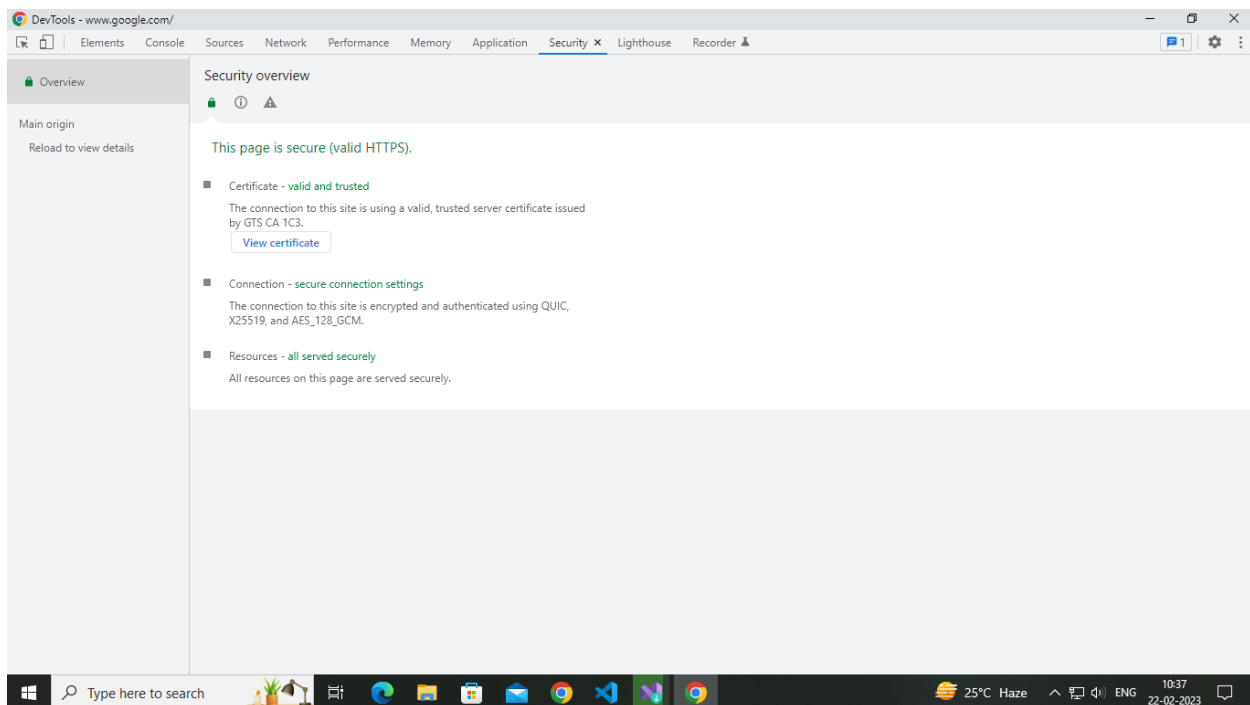 DevTools - www.google.com/
Elements Console Sources Network Performance Memory Application Security Lighthouse Recorder 1
Overview
Main origin
Reload to view details
Security overview
This page is secure (valid HTTPS).
Certificate - valid and trusted
The connection to this site is using a valid, trusted server certificate issued
by GTS CA 1C3.
View certificate
Connection - secure connection settings
The connection to this site is encrypted and authenticated using QUIC,
X25519, and AES_128_GCM.
Resources - all served securely
All resources on this page are served securely.
Type here to search
25°C Haze
ENG
10:37
22-02-2023